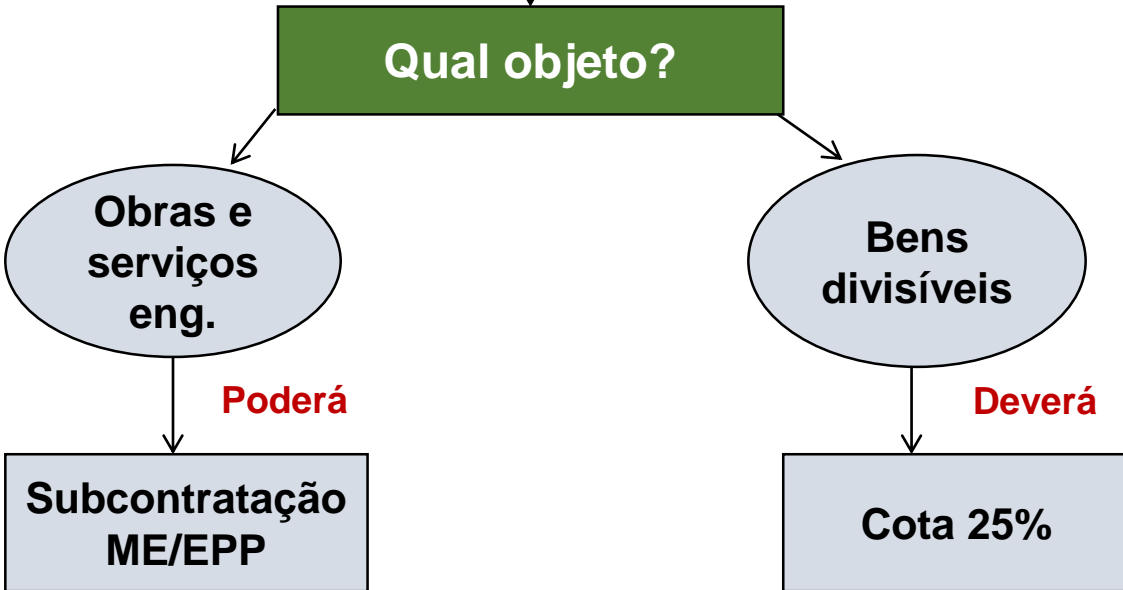 Qual objeto?
Obras e
serviços
eng.
Bens
divisíveis
Poderá
Deverá
Subcontratação
ME/EPP
Cota 25%